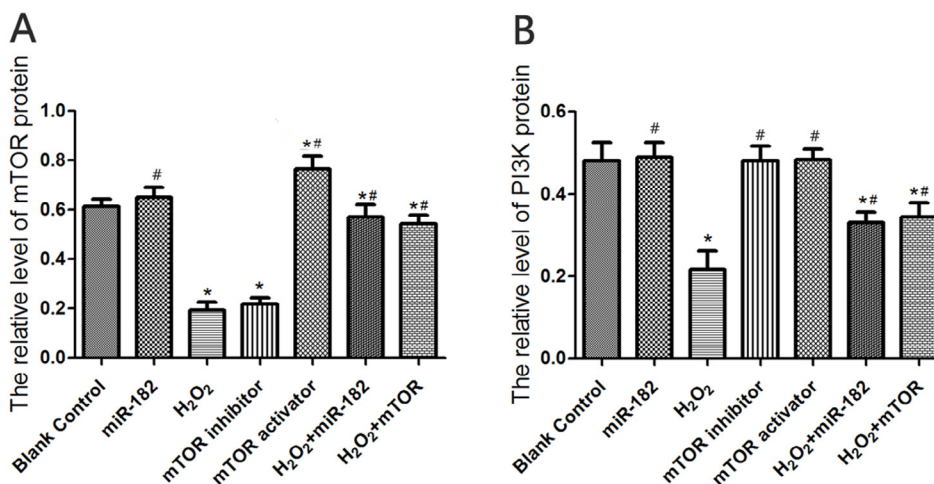 A
The relative level of mTOR protein
1.0
0.8
0.6
0.4
0.2
0.0
#
*
*
*#
*#
*#
Blank Control
miR-182
H₂O₂
mTOR inhibitor
mTOR activator
H₂O₂+miR-182
H₂O₂+mTOR
B
The relative level of PI3K protein
0.6
0.4
0.2
0.0
#
*
#
#
*#
*#
Blank Control
miR-182
H₂O₂
mTOR inhibitor
mTOR activator
H₂O₂+miR-182
H₂O₂+mTOR